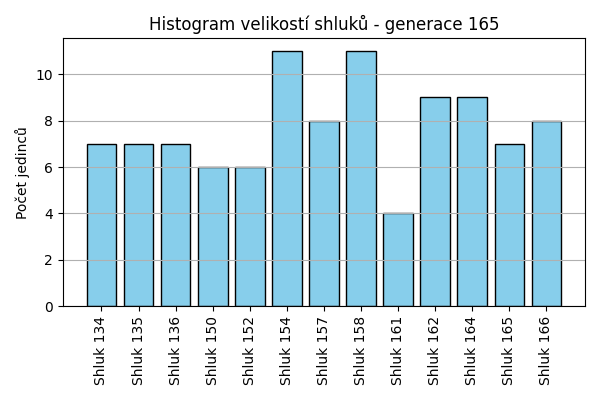 Histogram velikostí shluků - generace 165
Počet jedinců
10
8
6
4
2
0
Shluk 134
Shluk 135
Shluk 136
Shluk 150
Shluk 152
Shluk 154
Shluk 157
Shluk 158
Shluk 161
Shluk 162
Shluk 164
Shluk 165
Shluk 166